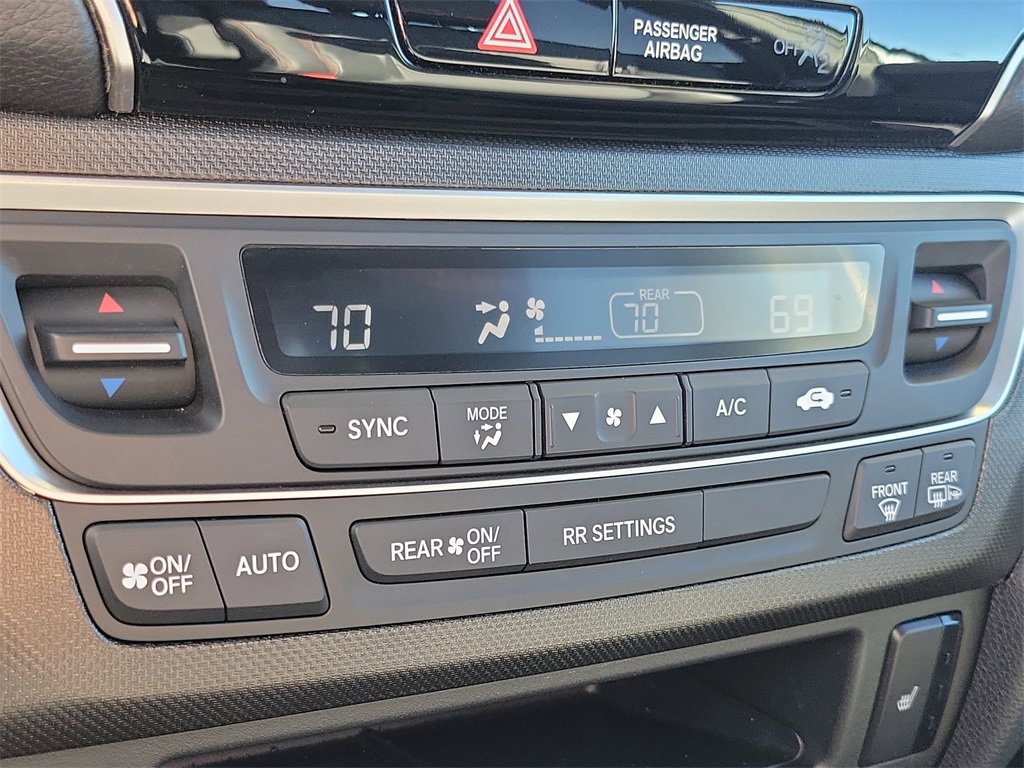 PASSENGER
AIRBAG
OFF
2
REAR
70
70
69
SYNC
MODE
A/C
ON/
OFF
AUTO
REAR ON/
OFF
RR SETTINGS
FRONT
REAR